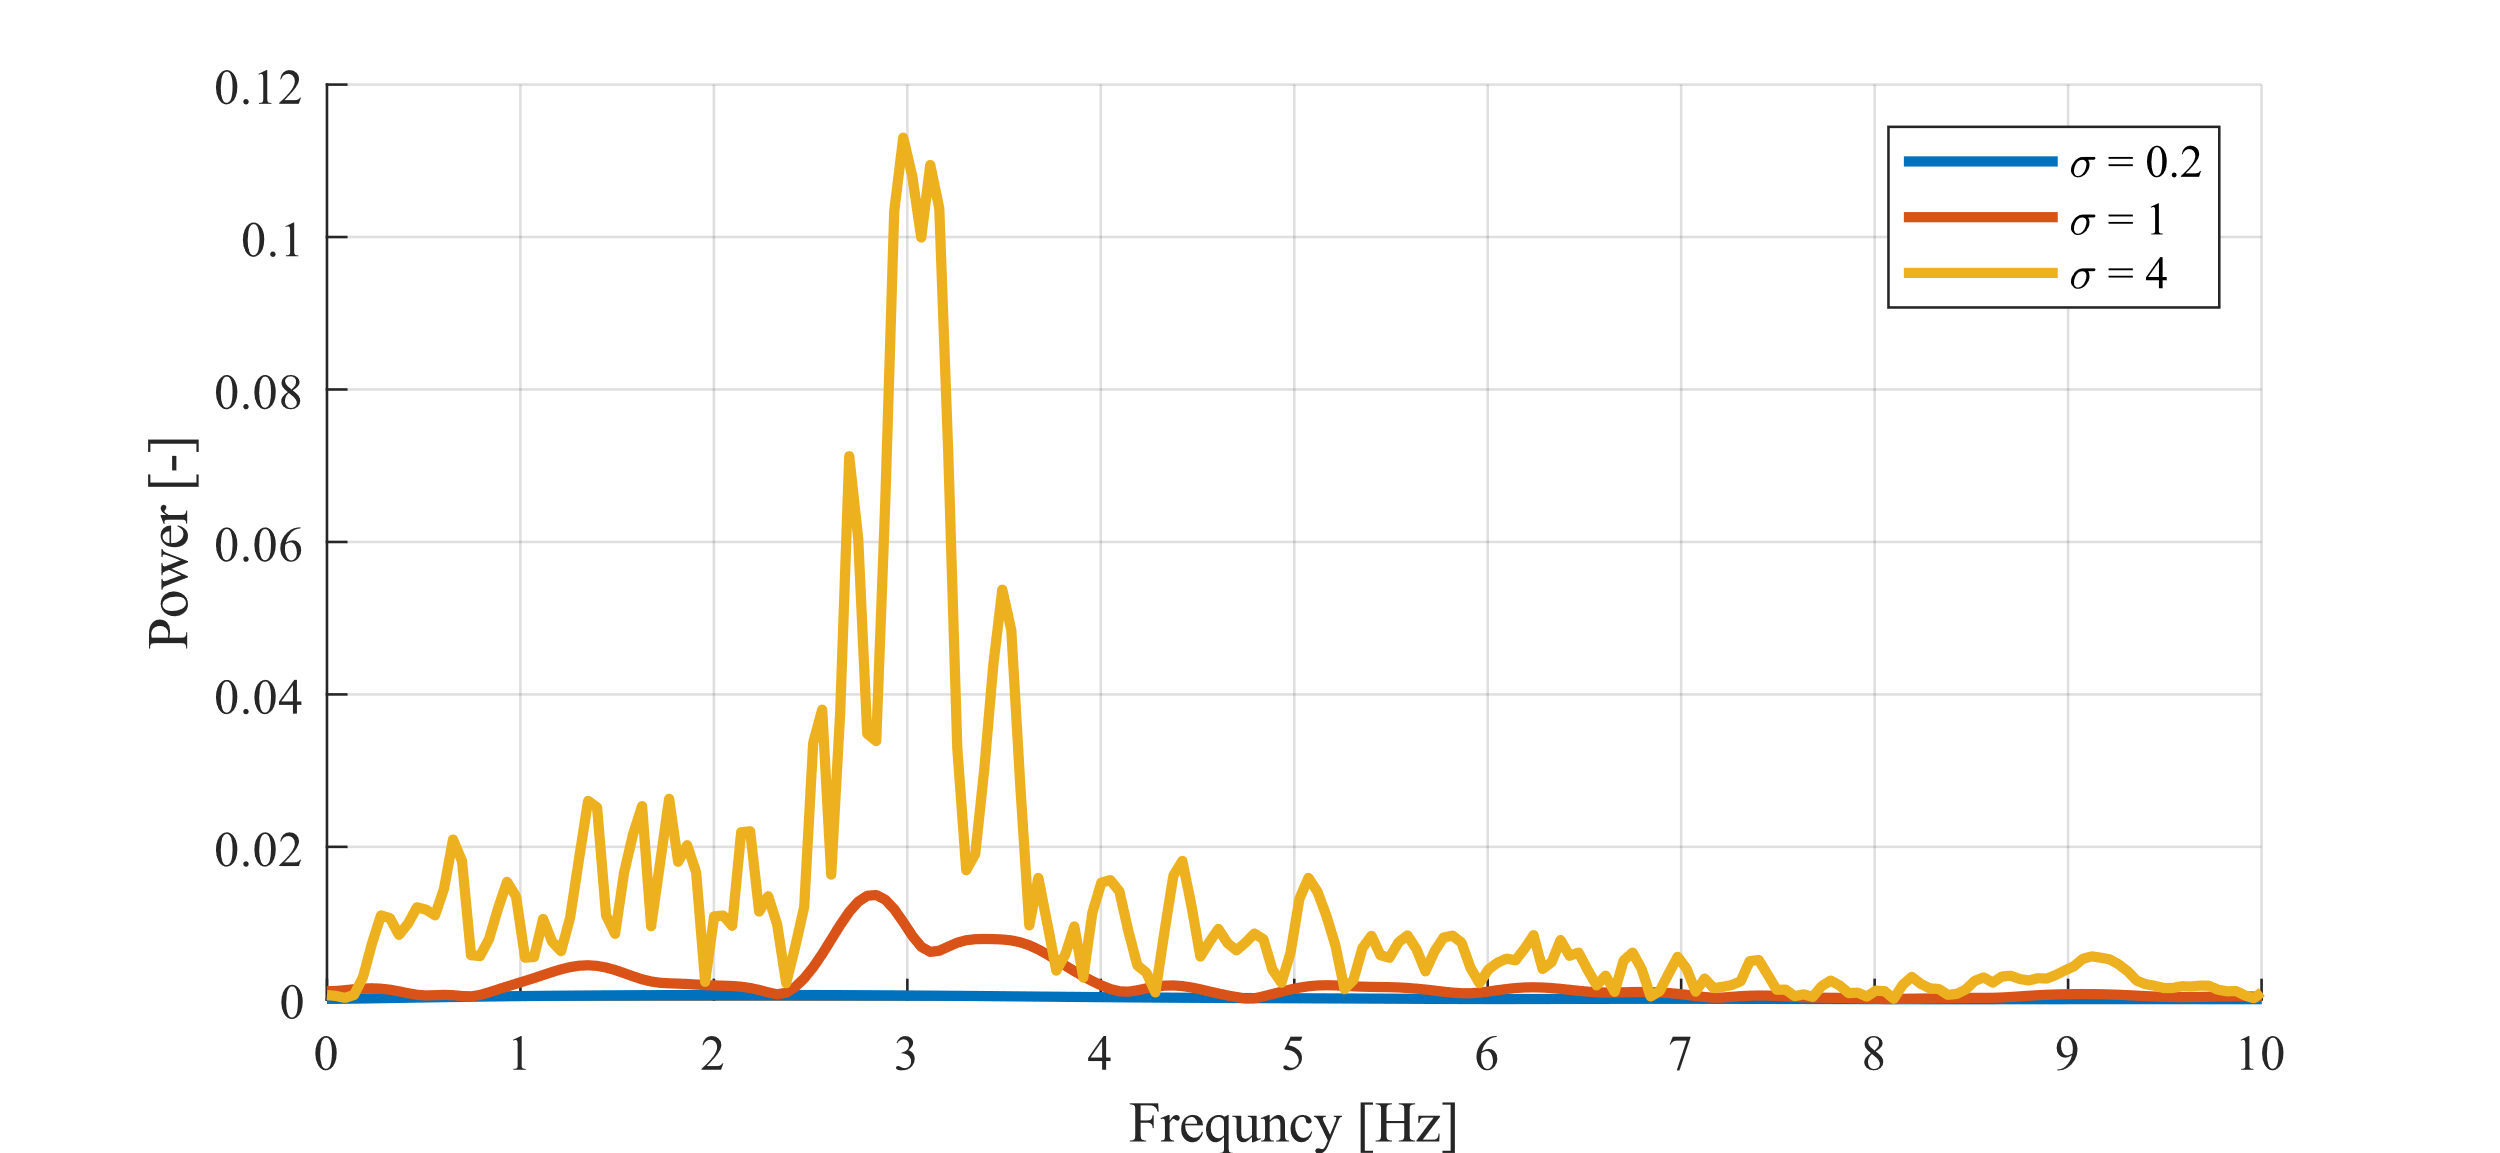 0.12
0.1
0.08
0.06
0.04
0.02
0
Power [-]
σ = 0.2
σ = 1
σ = 4
0 1 2 3 4 5 6 7 8 9 10
Frequncy [Hz]